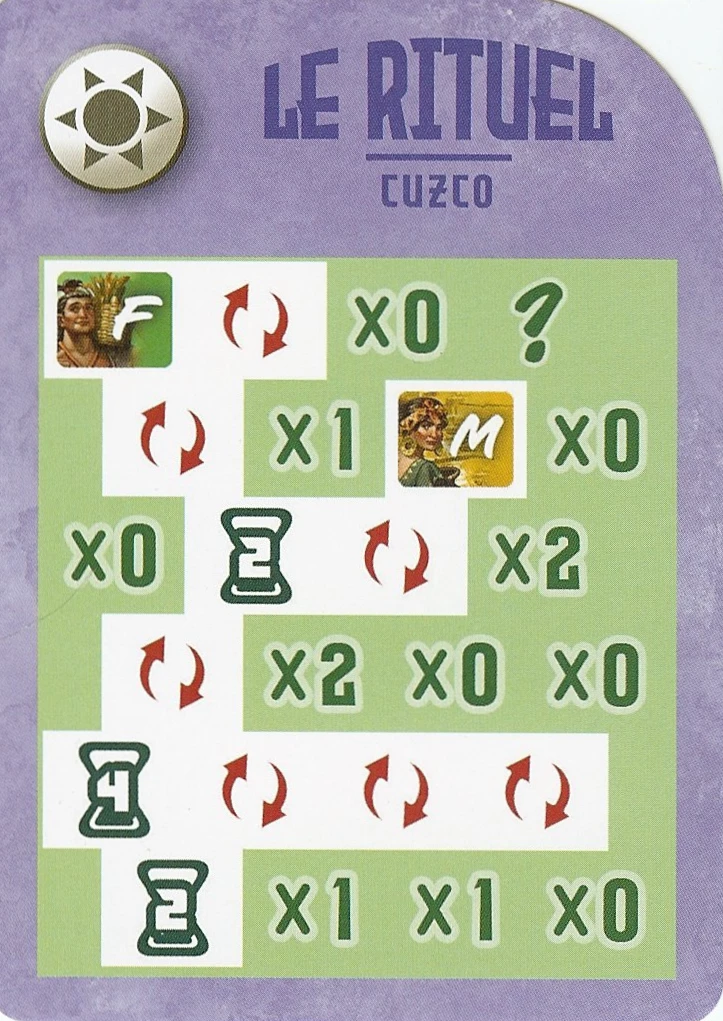 LE RITUEL
CUZCO
F x0 ?
x1 M x0
x0 2 x2
x2 x0 x0
4
2 x1 x1 x0